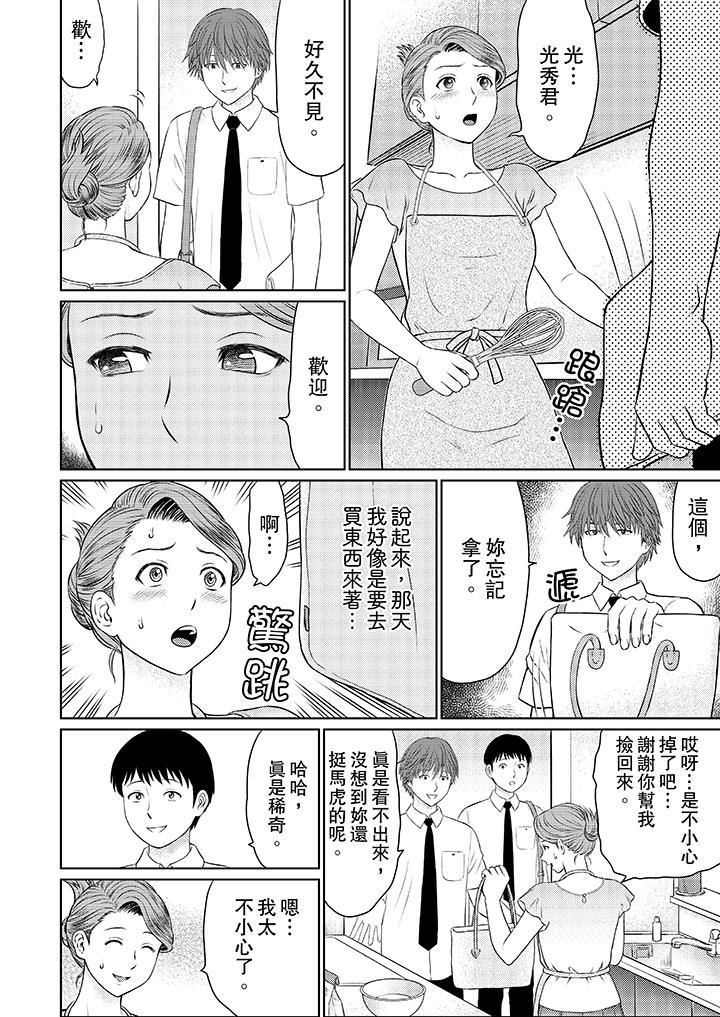 光…
光秀君。
踉
蹌…
好久不見。
歡…
歡迎。
這個，
妳忘記
拿了。
遞
說起來，那天
我好像是要去
買東西來著…
啊…
驚
跳
哎呀…是不小心
掉了吧…
謝謝你幫我
撿回來。
眞是看不出來，
沒想到妳還
挺馬虎的呢。
哈哈，
眞是稀奇。
嗯…
我太
不小心了。